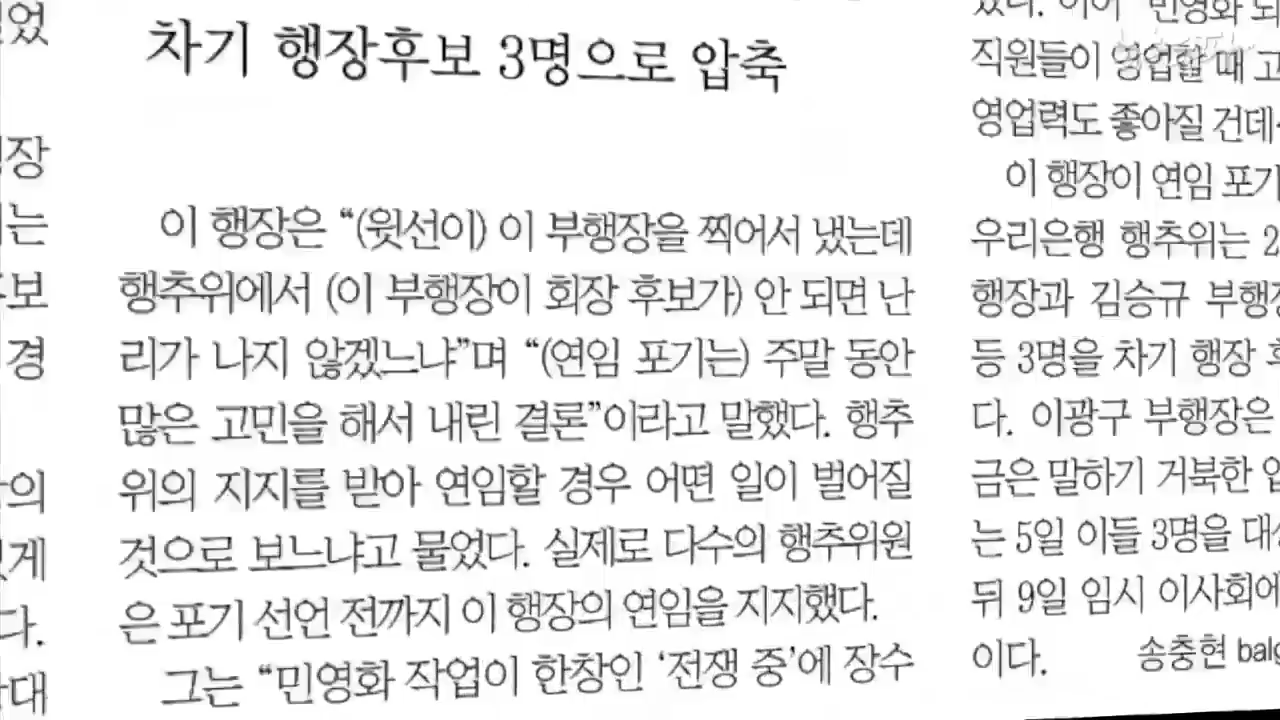 차기 행장후보 3명으로 압축
이 행장은 “(윗선이) 이 부행장을 찍어서 냈는데
행추위에서 (이 부행장이 회장 후보가) 안 되면 난
리가 나지 않겠느냐”며 “(연임 포기는) 주말 동안
많은 고민을 해서 내린 결론”이라고 말했다. 행추
위의 지지를 받아 연임할 경우 어떤 일이 벌어질
것으로 보느냐고 물었다. 실제로 다수의 행추위원
은 포기 선언 전까지 이 행장의 연임을 지지했다.
그는 “민영화 작업이 한창인 ‘전쟁 중’에 장수
직원들이 영업할 때
영업력도 좋아질 건데
이 행장이 연임 포기
우리은행 행추위는 2
행장과 김승규 부행장
등 3명을 차기 행장
다. 이광구 부행장은
금은 말하기 거북한
는 5일 이들 3명을
뒤 9일 임시 이사회에
이다. 송충현